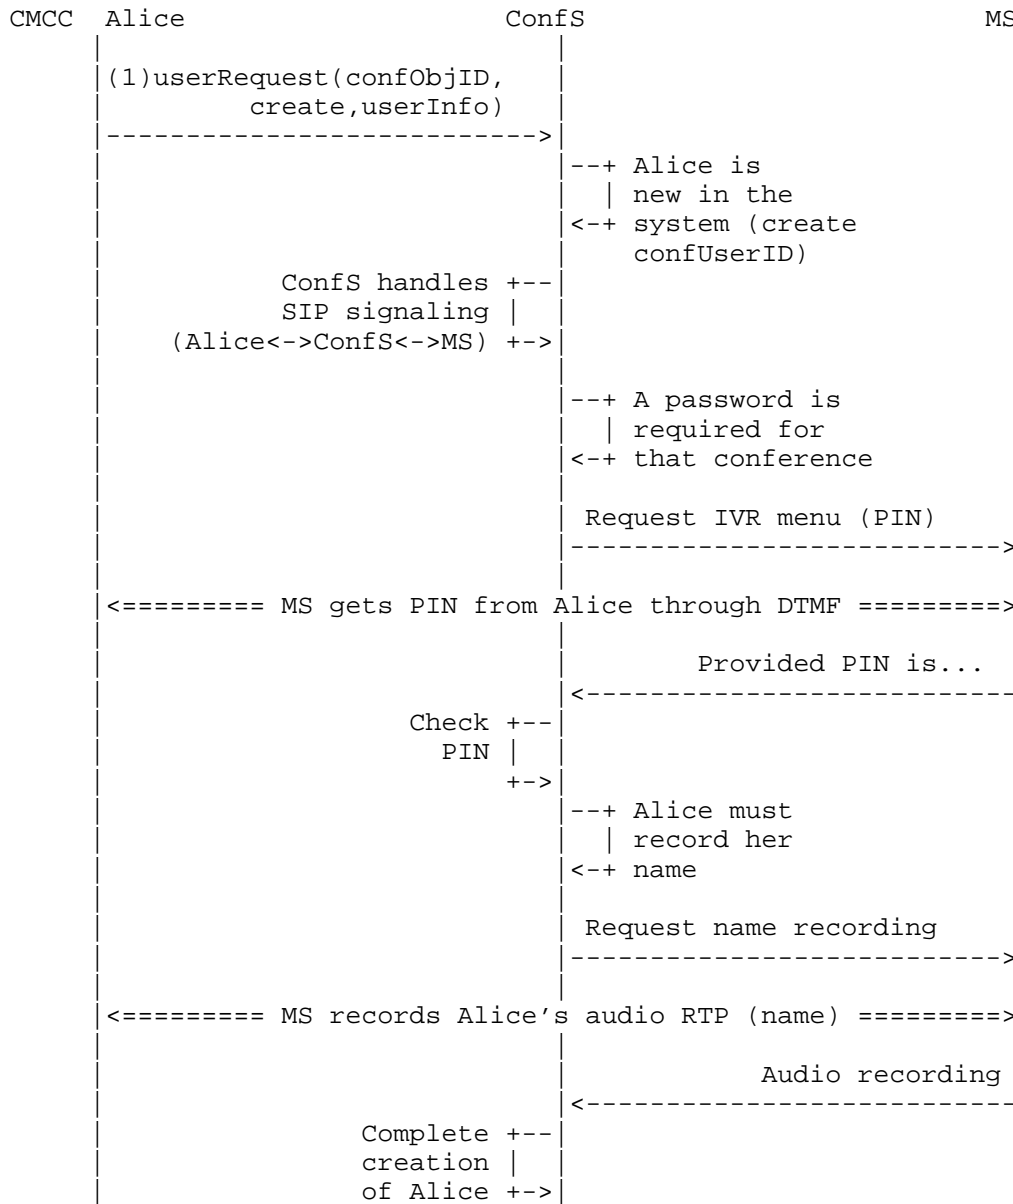 CMCC  Alice                    ConfS                         MS
(1)userRequest(confObjID,
create,userInfo)
--------------------------->
--+ Alice is
| new in the
<-+ system (create
confUserID)
ConfS handles +--
SIP signaling |
(Alice<->ConfS<->MS) +->
--+ A password is
| required for
<-+ that conference
Request IVR menu (PIN)
--------------------------->
<========= MS gets PIN from Alice through DTMF =========>
Provided PIN is...
<---------------------------
Check +--
PIN |
+->
--+ Alice must
| record her
<-+ name
Request name recording
--------------------------->
<========= MS records Alice's audio RTP (name) =========>
Audio recording
<---------------------------
Complete +--
creation |
of Alice +->